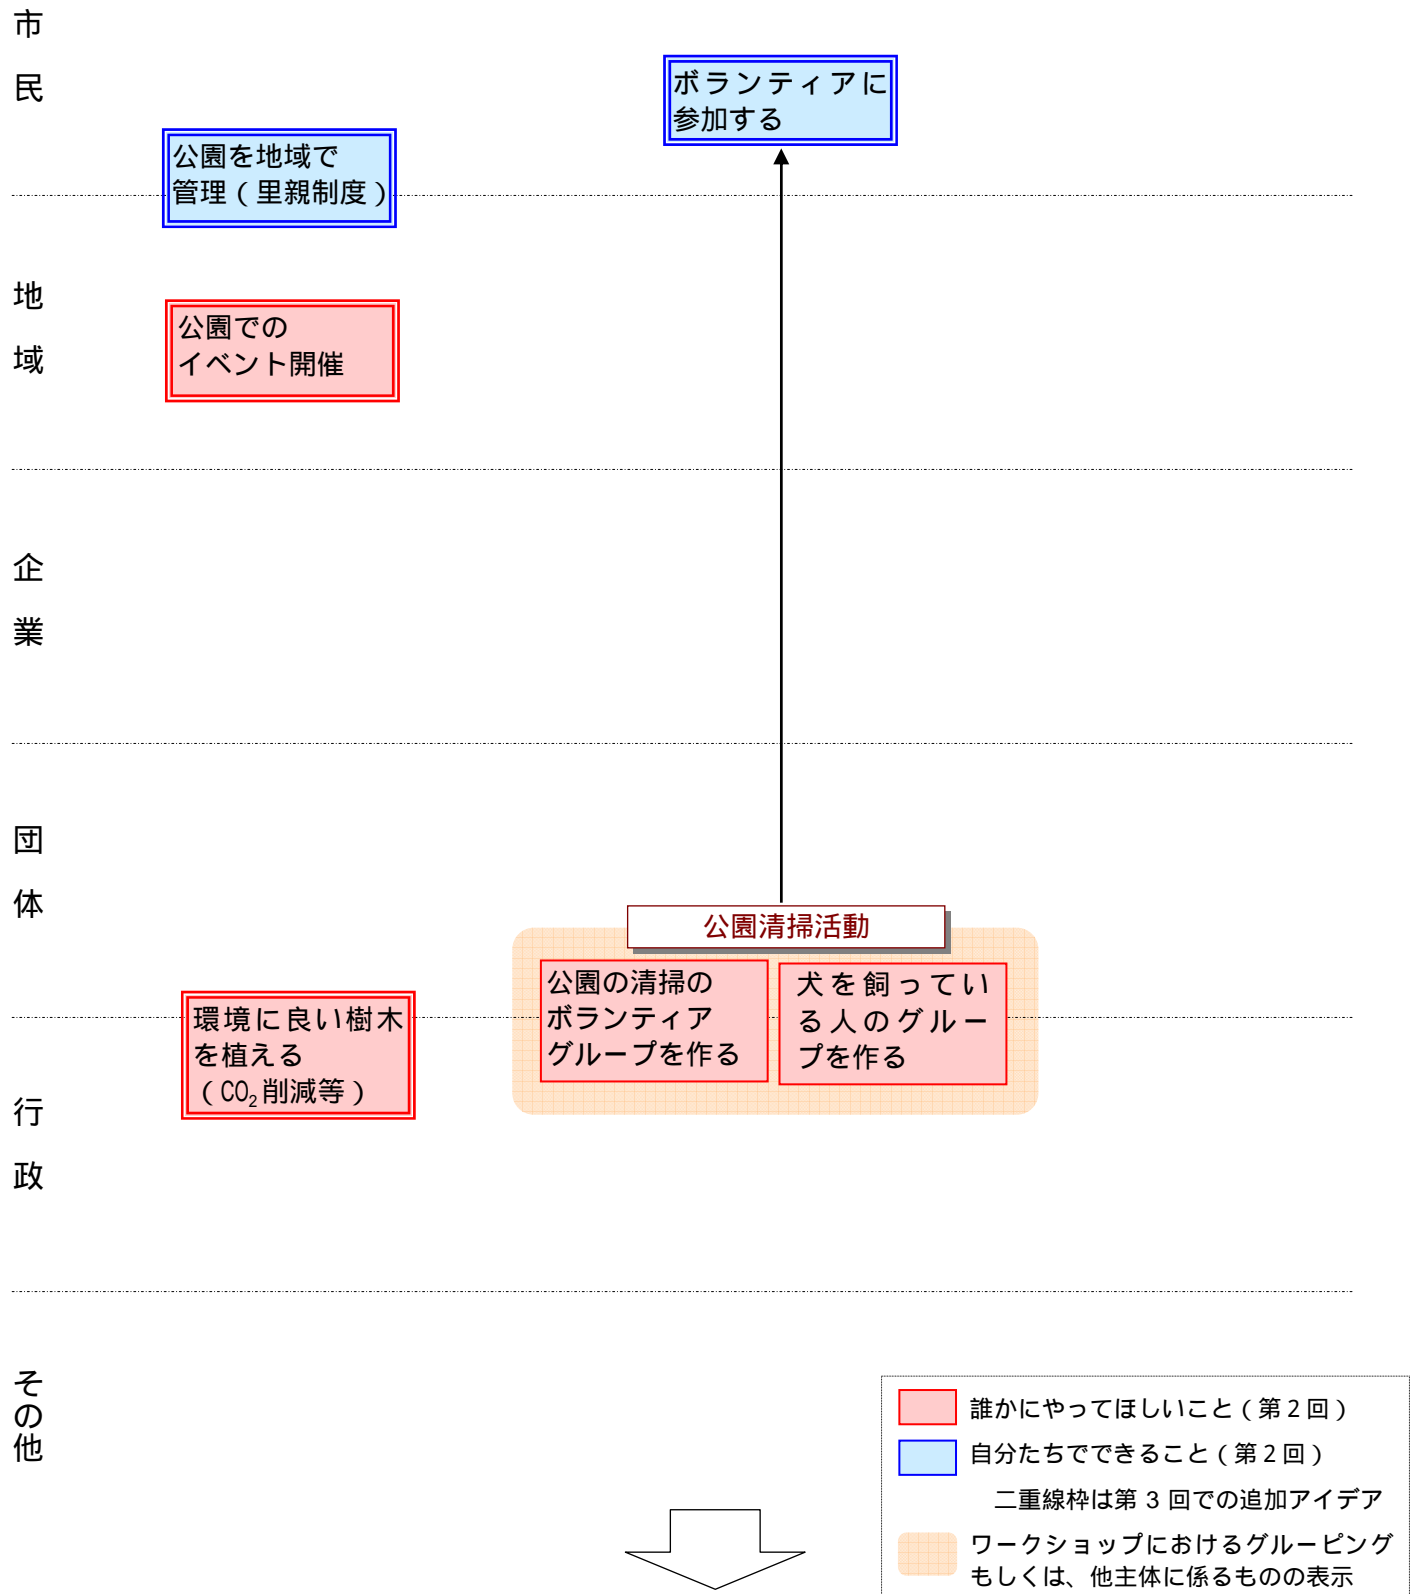 市民
ボランティアに
参加する
公園を地域で
管理（里親制度）
地域
公園での
イベント開催
企業
団体
公園清掃活動
公園の清掃の
ボランティア
グループを作る
犬を飼ってい
る人のグルー
プを作る
環境に良い樹木
を植える
（CO₂削減等）
行政
その他
誰かにやってほしいこと（第２回）
自分たちでできること（第２回）
二重線枠は第３回での追加アイデア
ワークショップにおけるグルーピング
もしくは、他主体に係るものの表示